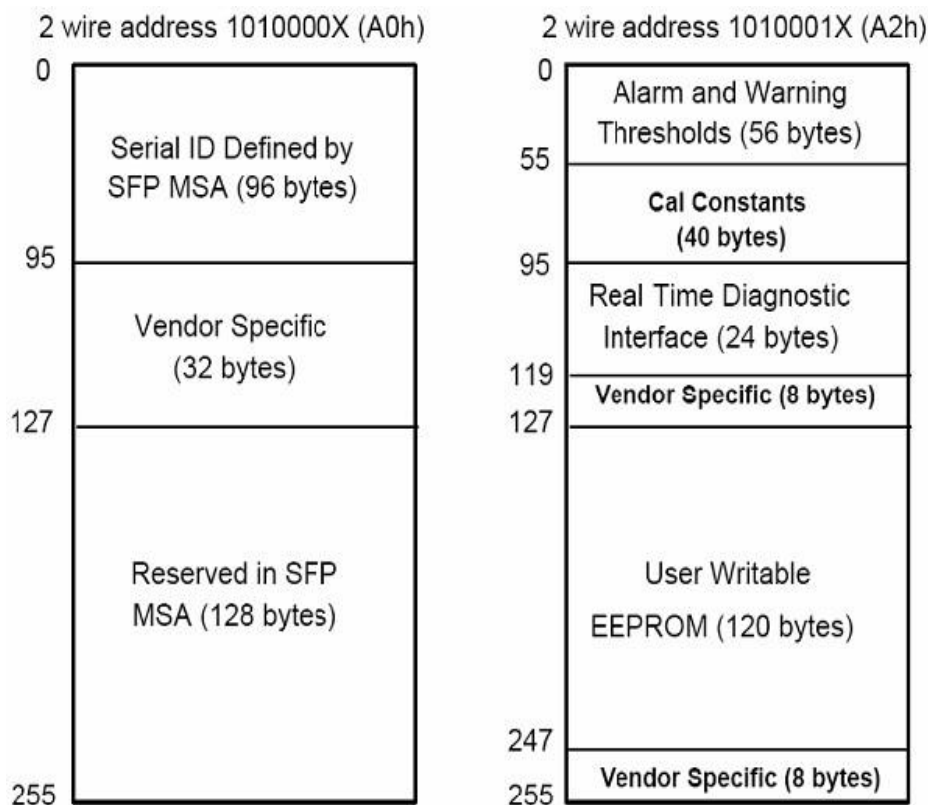 2 wire address 1010000X (A0h)
0
Serial ID Defined by
SFP MSA (96 bytes)
95
Vendor Specific
(32 bytes)
127
Reserved in SFP
MSA (128 bytes)
255
2 wire address 1010001X (A2h)
0
Alarm and Warning
Thresholds (56 bytes)
55
Cal Constants
(40 bytes)
95
Real Time Diagnostic
Interface (24 bytes)
119
Vendor Specific (8 bytes)
127
User Writable
EEPROM (120 bytes)
247
Vendor Specific (8 bytes)
255